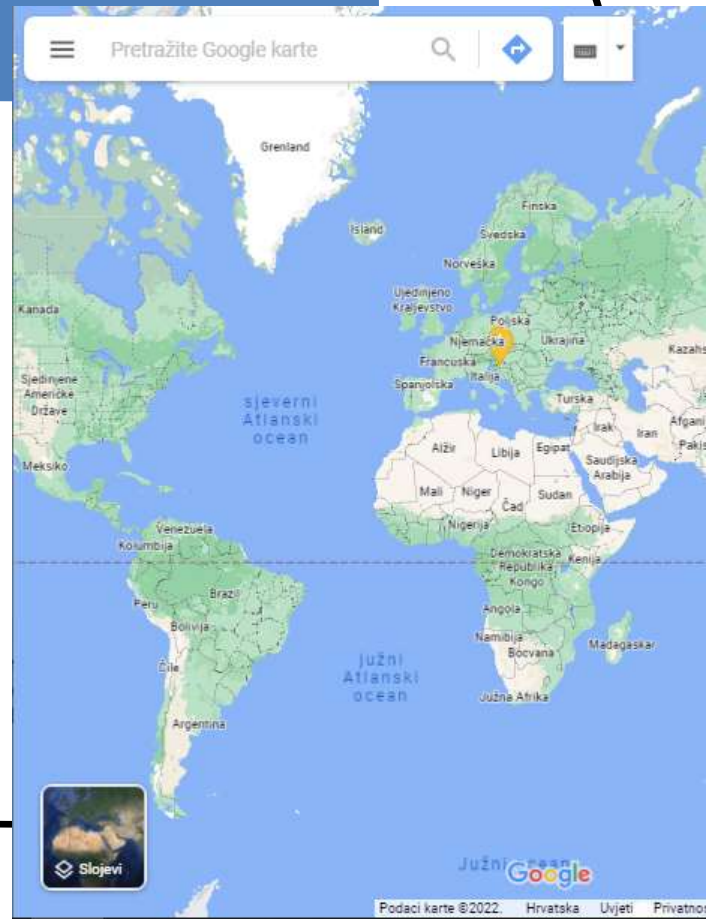 Pretražite Google karte
Grenland
Finska
Island
Švedska
Norveška
Ujedinjeno
Kraljevstvo
Kanada
Poljska
Njemačka
Ukrajina
Francuska
Kazahs
Italija
Španjolska
Sjedinjene
Američke
Države
Turska
sjeverni
Atlanski
ocean
Irak
Iran
Afgani
Pakis
Alžir
Libija
Egipat
Saudijska
Arabija
Meksiko
Mali
Niger
Čad
Sudan
Venezuela
Nigerija
Etiopija
Kolumbija
Demokratska
Republika
Kongo
Kenija
Peru
Brazil
Angola
Bolivija
Namibija
Bocvana
Madagaskar
južni
Atlanski
ocean
Čile
Južna Afrika
Argentina
Slojevi
Južni
Google
Podaci karte ©2022. Hrvatska Uvjeti Privatnos